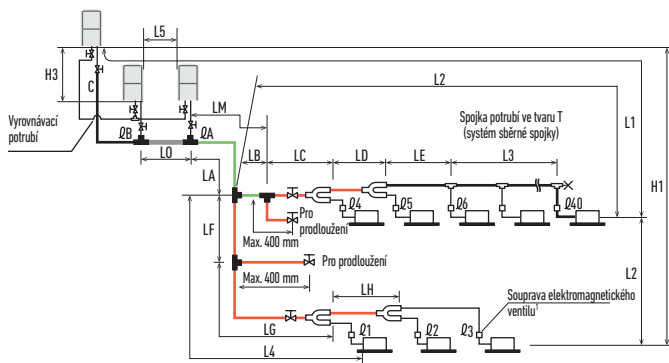 L5
L2
H3
C
LM
Spojka potrubí ve tvaru T
(systém sběrné spojky)
L1
H1
Vyrovnávací
potrubí
ℓB
ℓA
LO
LB
LC
LD
LE
L3
LA
ℓ4
ℓ5
ℓ6
ℓ40
Pro
prodloužení
Max. 400 mm
LF
Pro prodloužení
Max. 400 mm
L2
LH
Souprava elektromagnetického
ventilu¹
LG
ℓ1
ℓ2
ℓ3
L4